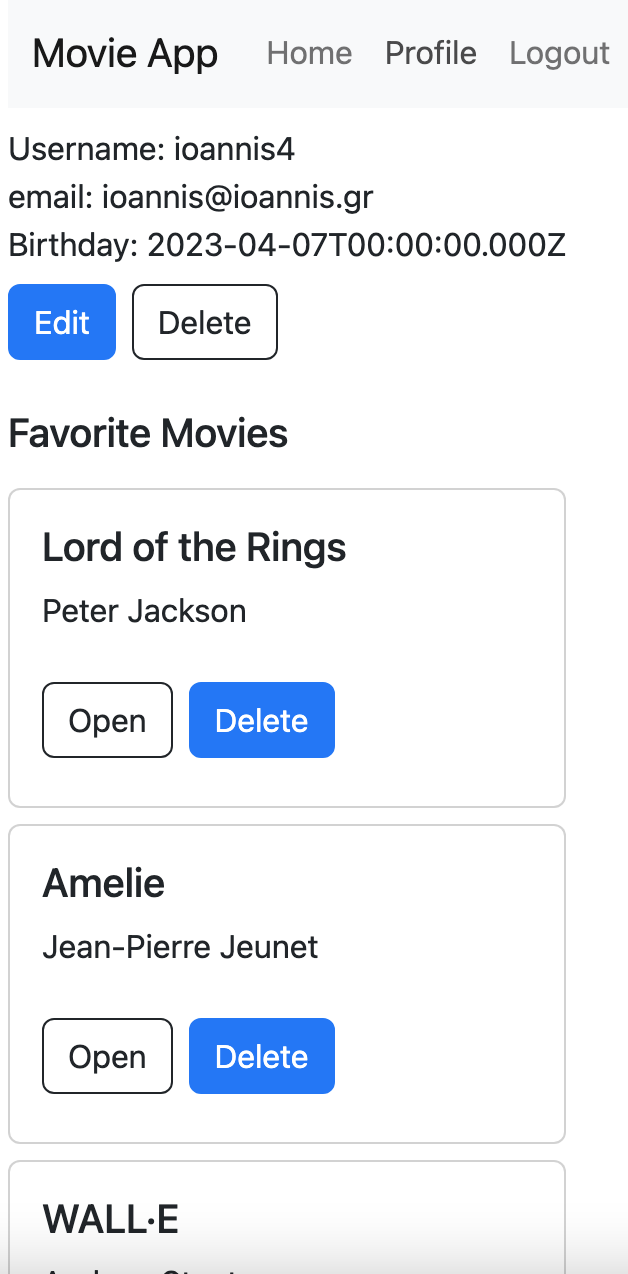 Movie App Home Profile Logout
Username: ioannis4
email: ioannis@ioannis.gr
Birthday: 2023-04-07T00:00:00.000Z
Edit Delete
Favorite Movies
Lord of the Rings
Peter Jackson
Open Delete
Amelie
Jean-Pierre Jeunet
Open Delete
WALL·E